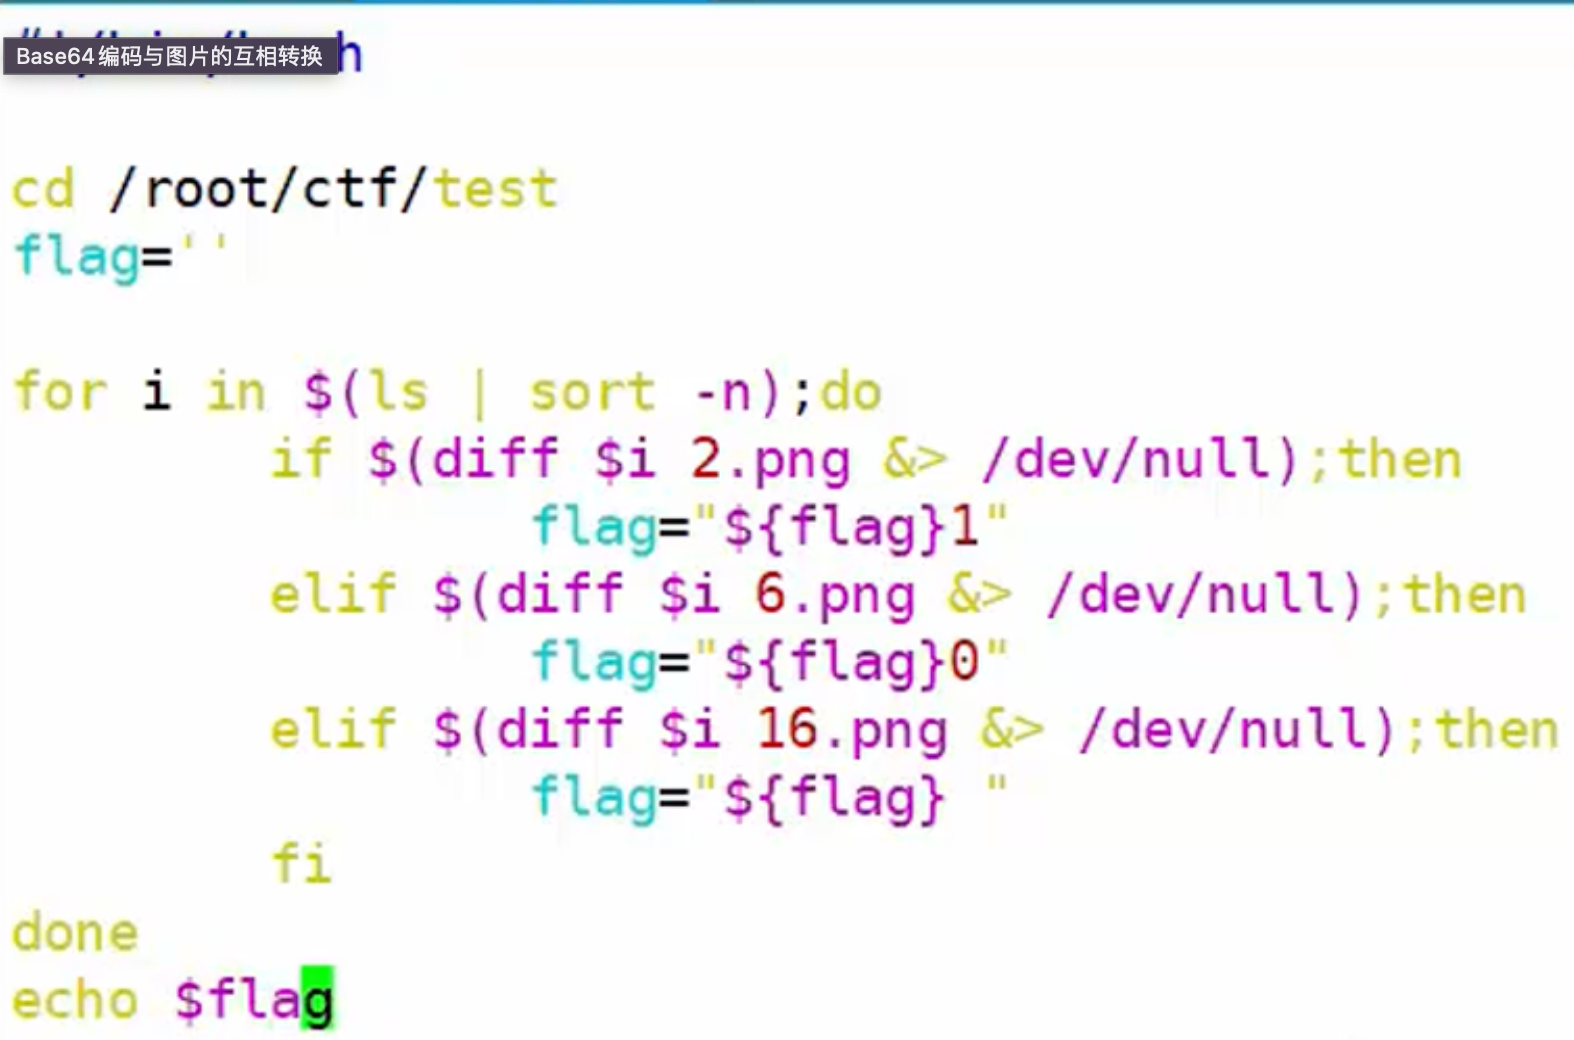 Base64编码与图片的互相转换
cd /root/ctf/test
flag=''
for i in $(ls | sort -n);do
if $(diff $i 2.png &> /dev/null);then
flag="${flag}1"
elif $(diff $i 6.png &> /dev/null);then
flag="${flag}0"
elif $(diff $i 16.png &> /dev/null);then
flag="${flag} "
fi
done
echo $flag